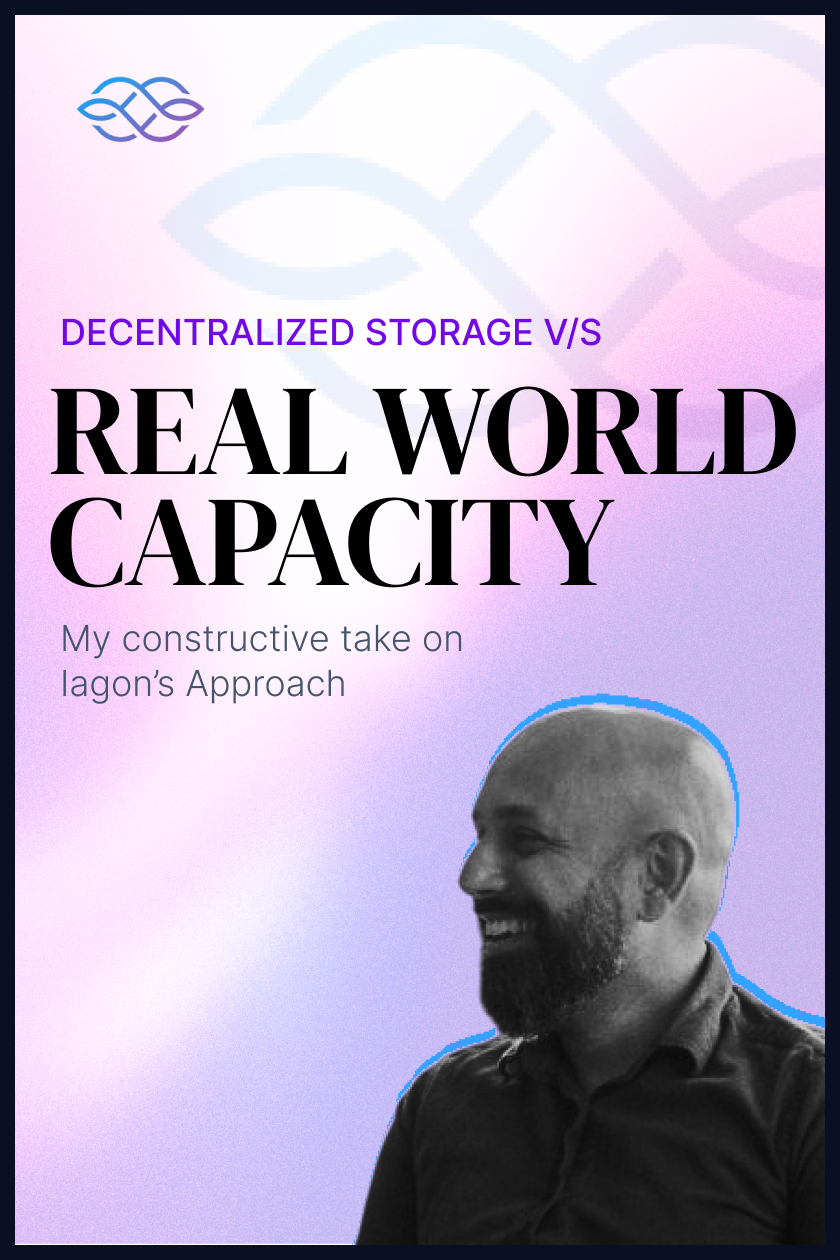 DECENTRALIZED STORAGE V/S
REAL WORLD
CAPACITY
My constructive take on
Iagon’s Approach